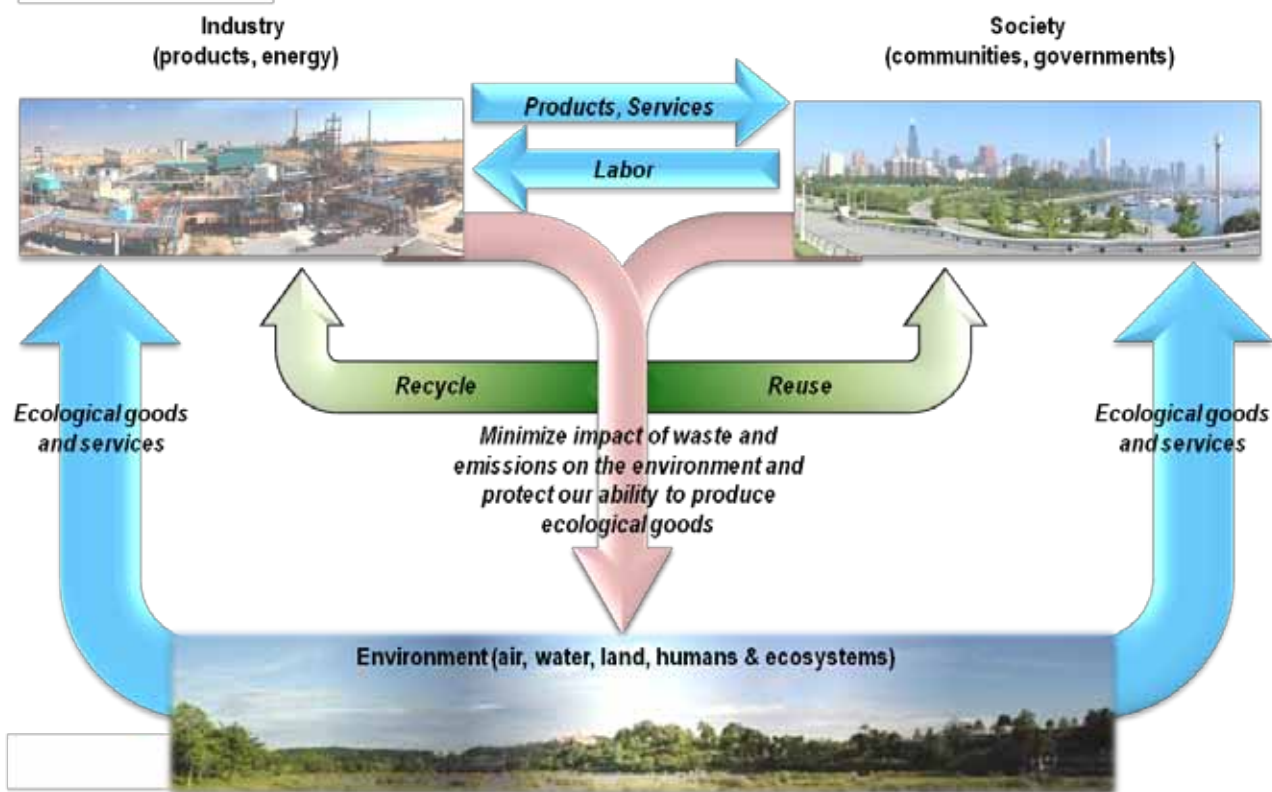 Industry
(products, energy)
Society
(communities, governments)
Products, Services
Labor
Recycle
Reuse
Ecological goods
and services
Minimize impact of waste and
emissions on the environment and
protect our ability to produce
ecological goods
Ecological goods
and services
Environment (air, water, land, humans & ecosystems)